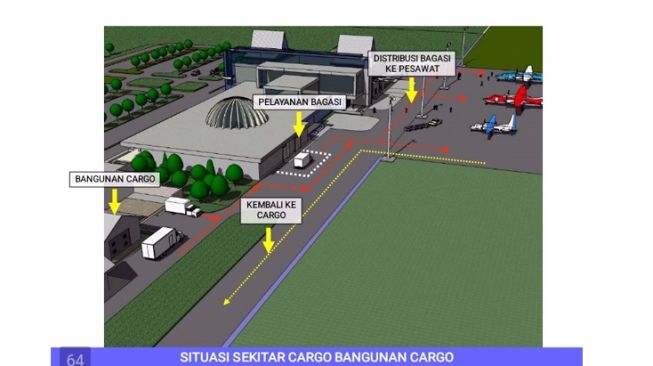 DISTRIBUSI BAGASI
KE PESAWAT
PELAYANAN BAGASI
BANGUNAN CARGO
KEMBALI KE
CARGO
64
SITUASI SEKITAR CARGO BANGUNAN CARGO